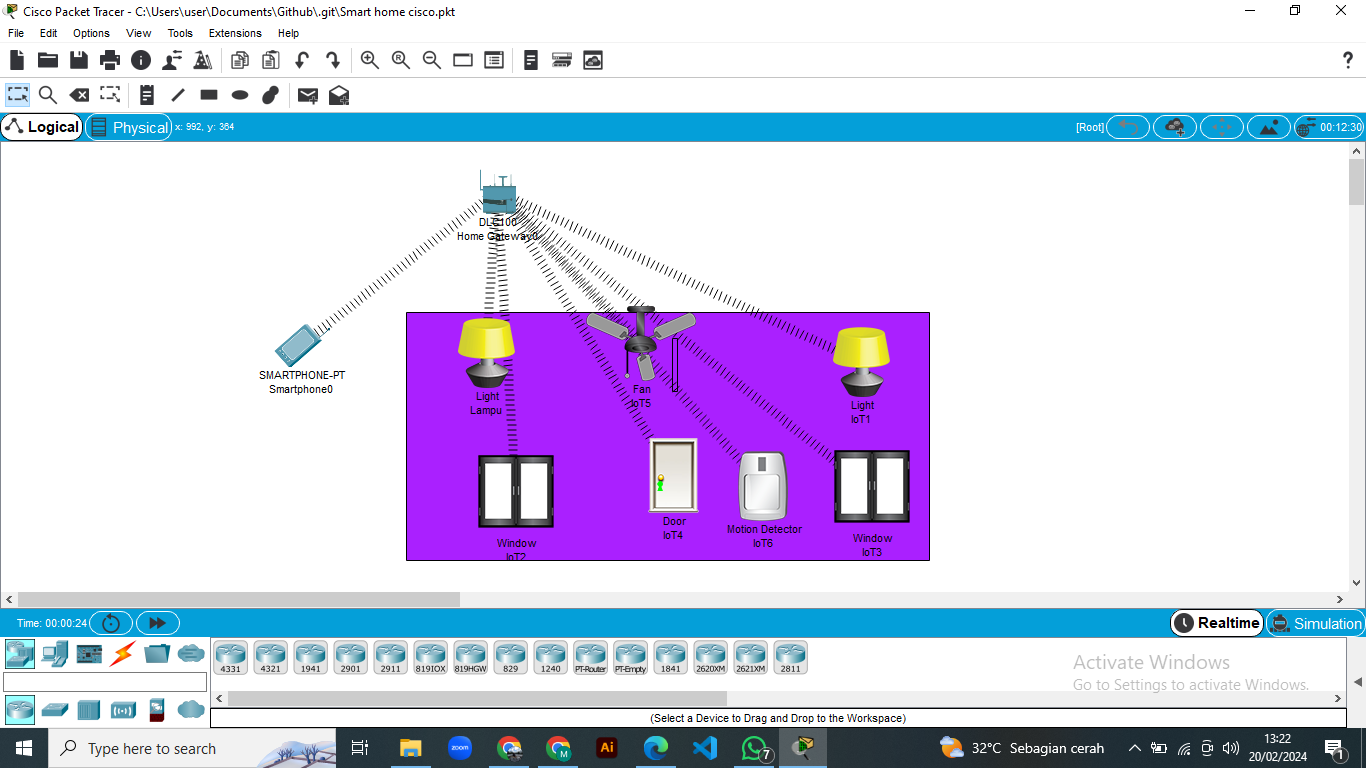 Cisco Packet Tracer - C:\Users\user\Documents\Github\.git\Smart home cisco.pkt
File Edit Options View Tools Extensions Help
Logical Physical x: 992, y: 364 [Root] 00:12:30
DLC100
Home Gateway0
SMARTPHONE-PT
Smartphone0
Light
Lampu
Fan
IoT5
Light
IoT1
Window
IoT2
Door
IoT4
Motion Detector
IoT6
Window
IoT3
Time: 00:00:24 Realtime Simulation
4331 4321 1941 2901 2911 819IOX 819HGW 829 1240 PT-Router PT-Empty 1841 2620XM 2621XM 2811
Activate Windows
Go to Settings to activate Windows.
(Select a Device to Drag and Drop to the Workspace)
Type here to search zoom Ai 7 32°C Sebagian cerah 13:22
20/02/2024 1